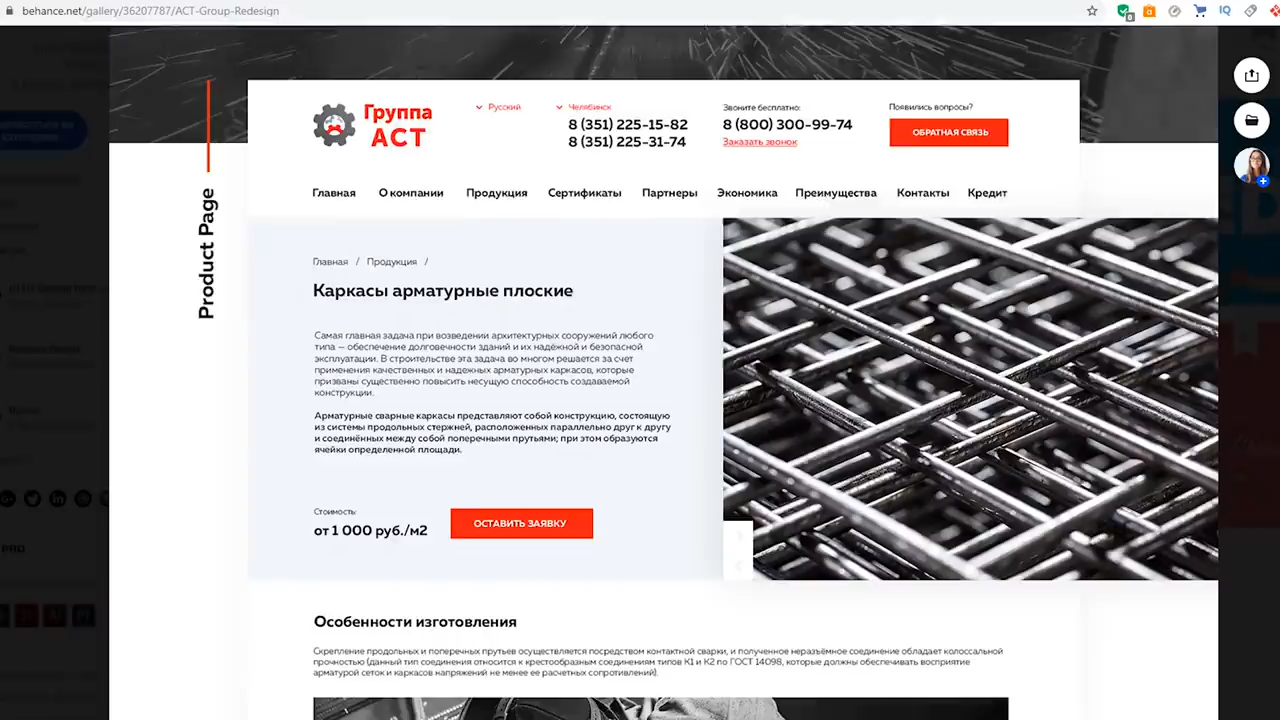 behance.net/gallery/36207787/ACT-Group-Redesign
Группа
АСТ
Русский
Челябинск
8 (351) 225-15-82
8 (351) 225-31-74
Звоните бесплатно:
8 (800) 300-99-74
Заказать звонок
Появились вопросы?
ОБРАТНАЯ СВЯЗЬ
Главная О компании Продукция Сертификаты Партнеры Экономика Преимущества Контакты Кредит
Product Page
Главная / Продукция /
Каркасы арматурные плоские
Самая главная задача при возведении архитектурных сооружений любого
типа — обеспечение долговечности зданий и их надёжной и безопасной
эксплуатации. В строительстве эта задача во многом решается за счет
применения качественных и надежных арматурных каркасов, которые
призваны существенно повысить несущую способность создаваемой
конструкции.
Арматурные сварные каркасы представляют собой конструкцию, состоящую
из системы продольных стержней, расположенных параллельно друг к другу
и соединённых между собой поперечными прутьями; при этом образуются
ячейки определенной площади.
Стоимость:
от 1 000 руб./м2
ОСТАВИТЬ ЗАЯВКУ
Особенности изготовления
Скрепление продольных и поперечных прутьев осуществляется посредством контактной сварки, и полученное неразъёмное соединение обладает колоссальной
прочностью (данный тип соединения относится к крестообразным соединениям типов К1 и К2 по ГОСТ 14098, которые должны обеспечивать восприятие
арматурой сеток и каркасов напряжений не менее ее расчетных сопротивлений).
PRO